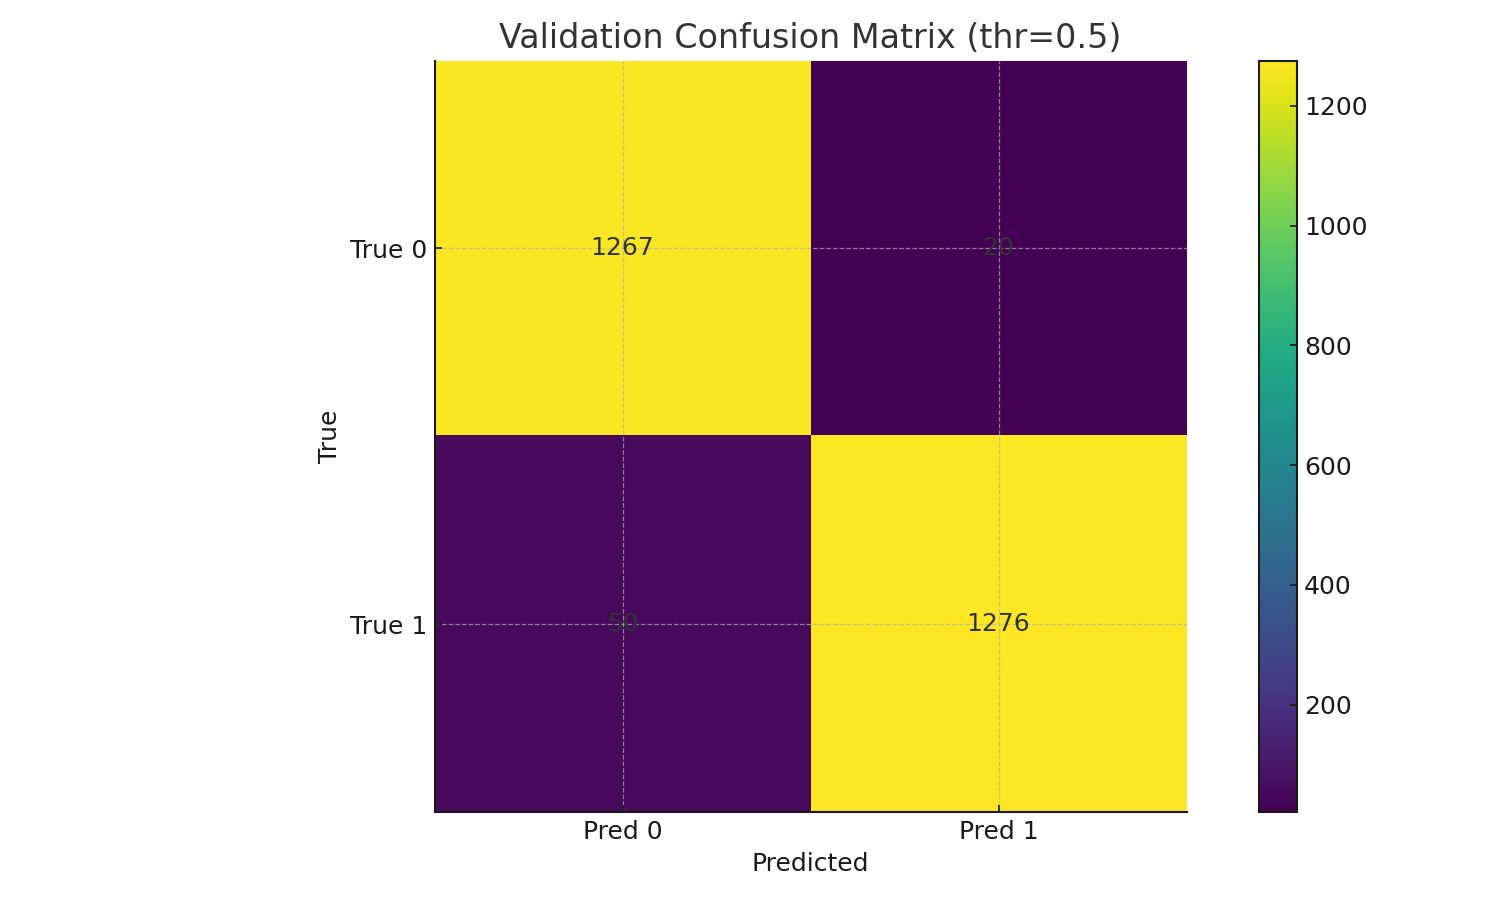 Validation Confusion Matrix (thr=0.5)
True 0
1267
20
True 1
50
1276
Pred 0
Pred 1
Predicted
True
1200
1000
800
600
400
200